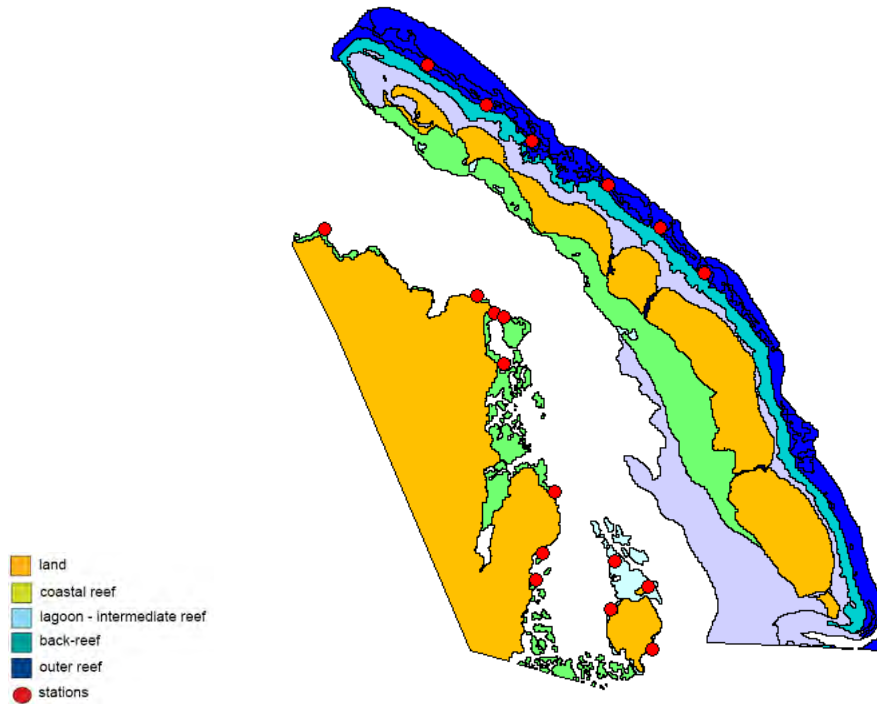 land
coastal reef
lagoon - intermediate reef
back-reef
outer reef
stations